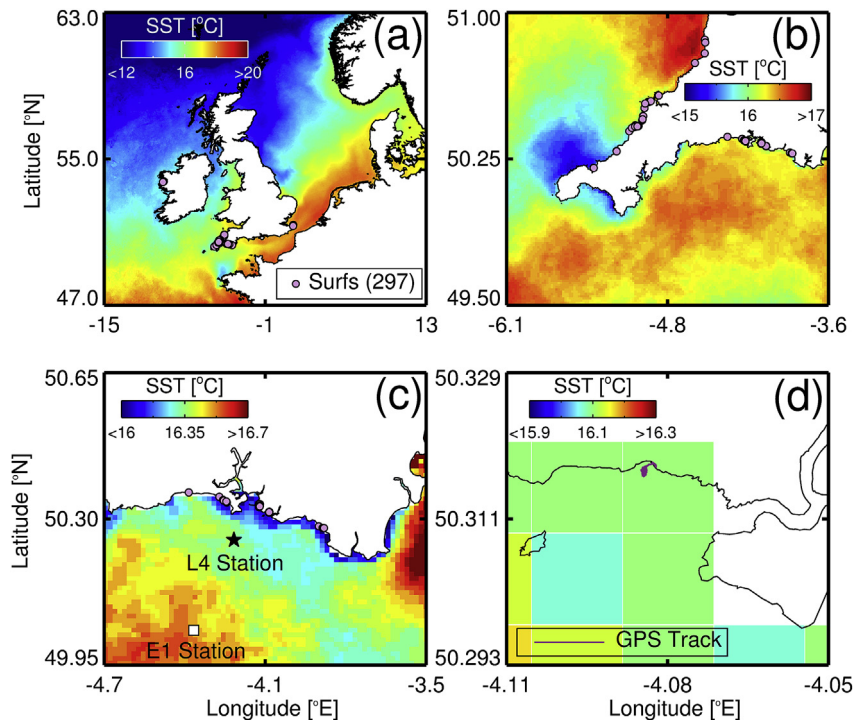 63.0
SST [°C]
(a)
<12
16
>20
55.0
47.0
Latitude [°N]
Surfs (297)
-15
-1
13
51.00
(b)
SST [°C]
<15
16
>17
50.25
49.50
-6.1
-4.8
-3.6
50.65
SST [°C]
(c)
<16
16.35
>16.7
50.30
49.95
Latitude [°N]
L4 Station
E1 Station
-4.7
-4.1
-3.5
Longitude [°E]
50.329
SST [°C]
(d)
<15.9
16.1
>16.3
50.311
50.293
GPS Track
-4.11
-4.08
-4.05
Longitude [°E]